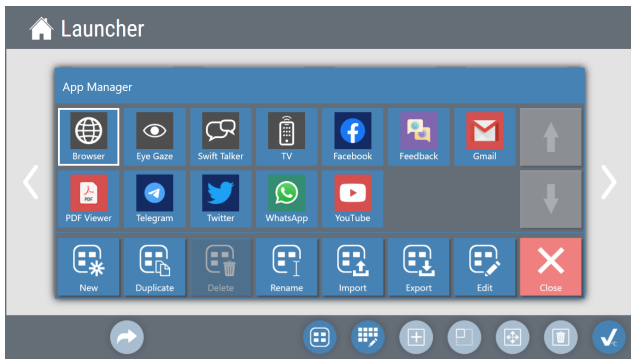 Launcher
App Manager
Browser
Eye Gaze
Swift Talker
TV
Facebook
Feedback
Gmail
PDF
PDF Viewer
Telegram
Twitter
WhatsApp
YouTube
New
Duplicate
Delete
Rename
Import
Export
Edit
Close